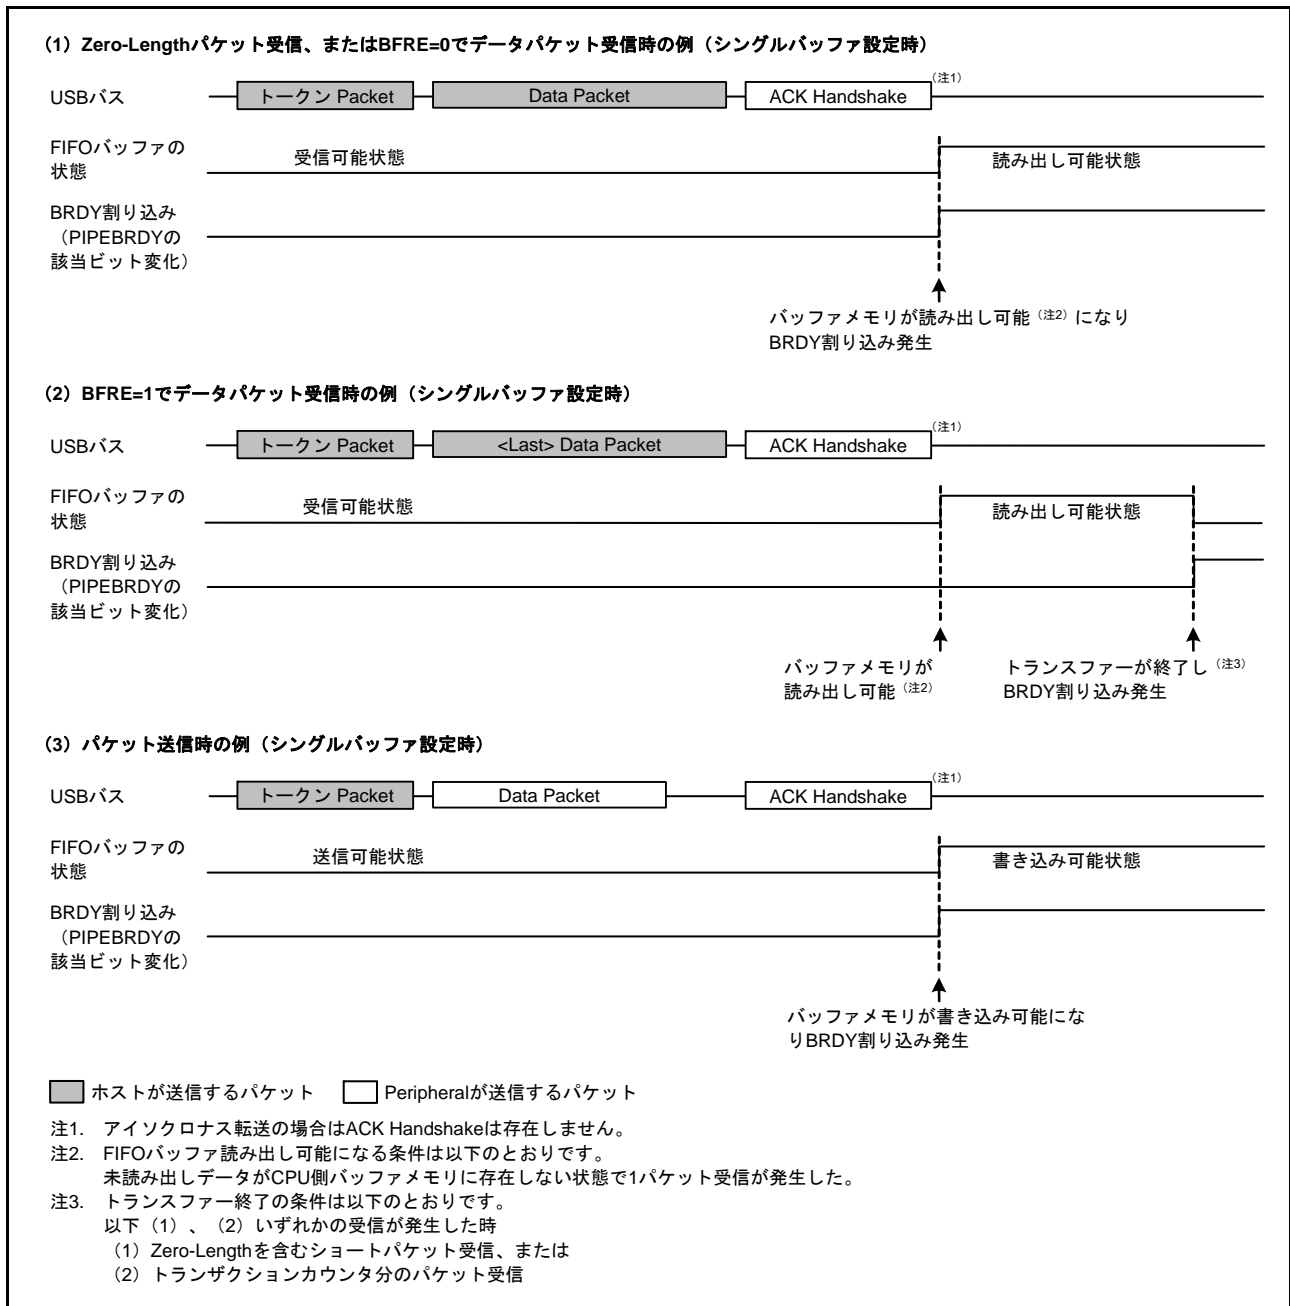 （1）Zero-Lengthパケット受信、またはBFRE=0でデータパケット受信時の例（シングルバッファ設定時）
USBバス
トークン Packet
Data Packet
ACK Handshake
（注1）
FIFOバッファの
状態
受信可能状態
読み出し可能状態
BRDY割り込み
（PIPEBRDYの
該当ビット変化）
バッファメモリが読み出し可能（注2）になり
BRDY割り込み発生
（2）BFRE=1でデータパケット受信時の例（シングルバッファ設定時）
USBバス
トークン Packet
<Last> Data Packet
ACK Handshake
（注1）
FIFOバッファの
状態
受信可能状態
読み出し可能状態
BRDY割り込み
（PIPEBRDYの
該当ビット変化）
バッファメモリが
読み出し可能（注2）
トランスファーが終了し（注3）
BRDY割り込み発生
（3）パケット送信時の例（シングルバッファ設定時）
USBバス
トークン Packet
Data Packet
ACK Handshake
（注1）
FIFOバッファの
状態
送信可能状態
書き込み可能状態
BRDY割り込み
（PIPEBRDYの
該当ビット変化）
バッファメモリが書き込み可能にな
りBRDY割り込み発生
ホストが送信するパケット
Peripheralが送信するパケット
注1. アイソクロナス転送の場合はACK Handshakeは存在しません。
注2. FIFOバッファ読み出し可能になる条件は以下のとおりです。
未読み出しデータがCPU側バッファメモリに存在しない状態で1パケット受信が発生した。
注3. トランスファー終了の条件は以下のとおりです。
以下（1）、（2）いずれかの受信が発生した時
（1）Zero-Lengthを含むショートパケット受信、または
（2）トランザクションカウンタ分のパケット受信